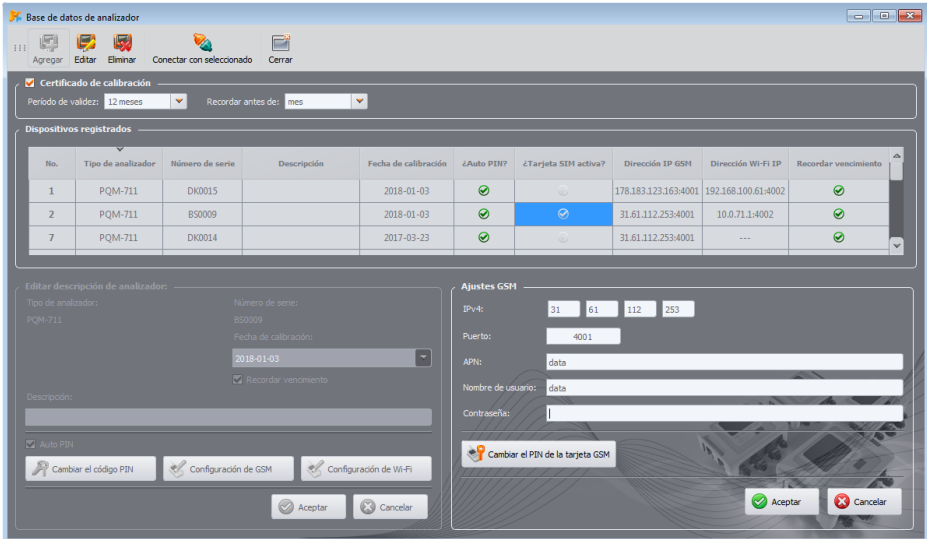 Base de datos de analizador
Agregar Editar Eliminar Conectar con seleccionado Cerrar
Certificado de calibración
Período de validez: 12 meses Recordar antes de: mes
Dispositivos registrados
No. Tipo de analizador Número de serie Descripción Fecha de calibración ¿Auto PIN? ¿Tarjeta SIM activa? Dirección IP GSM Dirección Wi-Fi IP Recordar vencimiento
1 PQM-711 DK0015 2018-01-03 178.183.123.163:4001 192.168.100.61:4002
2 PQM-711 BS0009 2018-01-03 31.61.112.253:4001 10.0.71.1:4002
7 PQM-711 DK0014 2017-03-23 31.61.112.253:4001 ---
Editar descripción de analizador:
Tipo de analizador: Número de serie:
PQM-711 BS0009
Fecha de calibración:
2018-01-03
Recordar vencimiento
Descripción:
Auto PIN
Cambiar el código PIN Configuración de GSM Configuración de Wi-Fi
Aceptar Cancelar
Ajustes GSM
IPv4: 31 61 112 253
Puerto: 4001
APN: data
Nombre de usuario: data
Contraseña:
Cambiar el PIN de la tarjeta GSM
Aceptar Cancelar